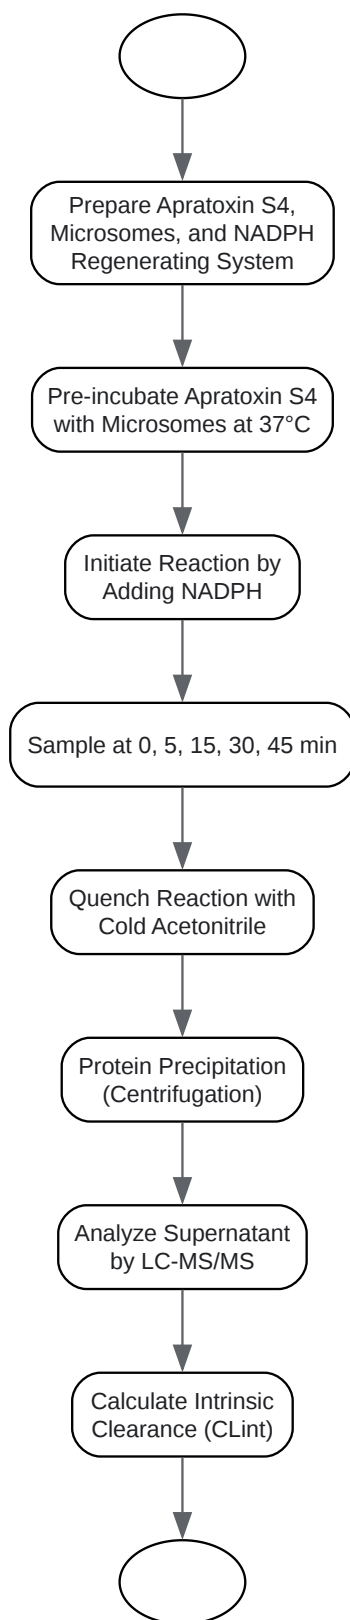 Prepare Apratoxin S4,
Microsomes, and NADPH
Regenerating System
Pre-incubate Apratoxin S4
with Microsomes at 37°C
Initiate Reaction by
Adding NADPH
Sample at 0, 5, 15, 30, 45 min
Quench Reaction with
Cold Acetonitrile
Protein Precipitation
(Centrifugation)
Analyze Supernatant
by LC-MS/MS
Calculate Intrinsic
Clearance (CLint)